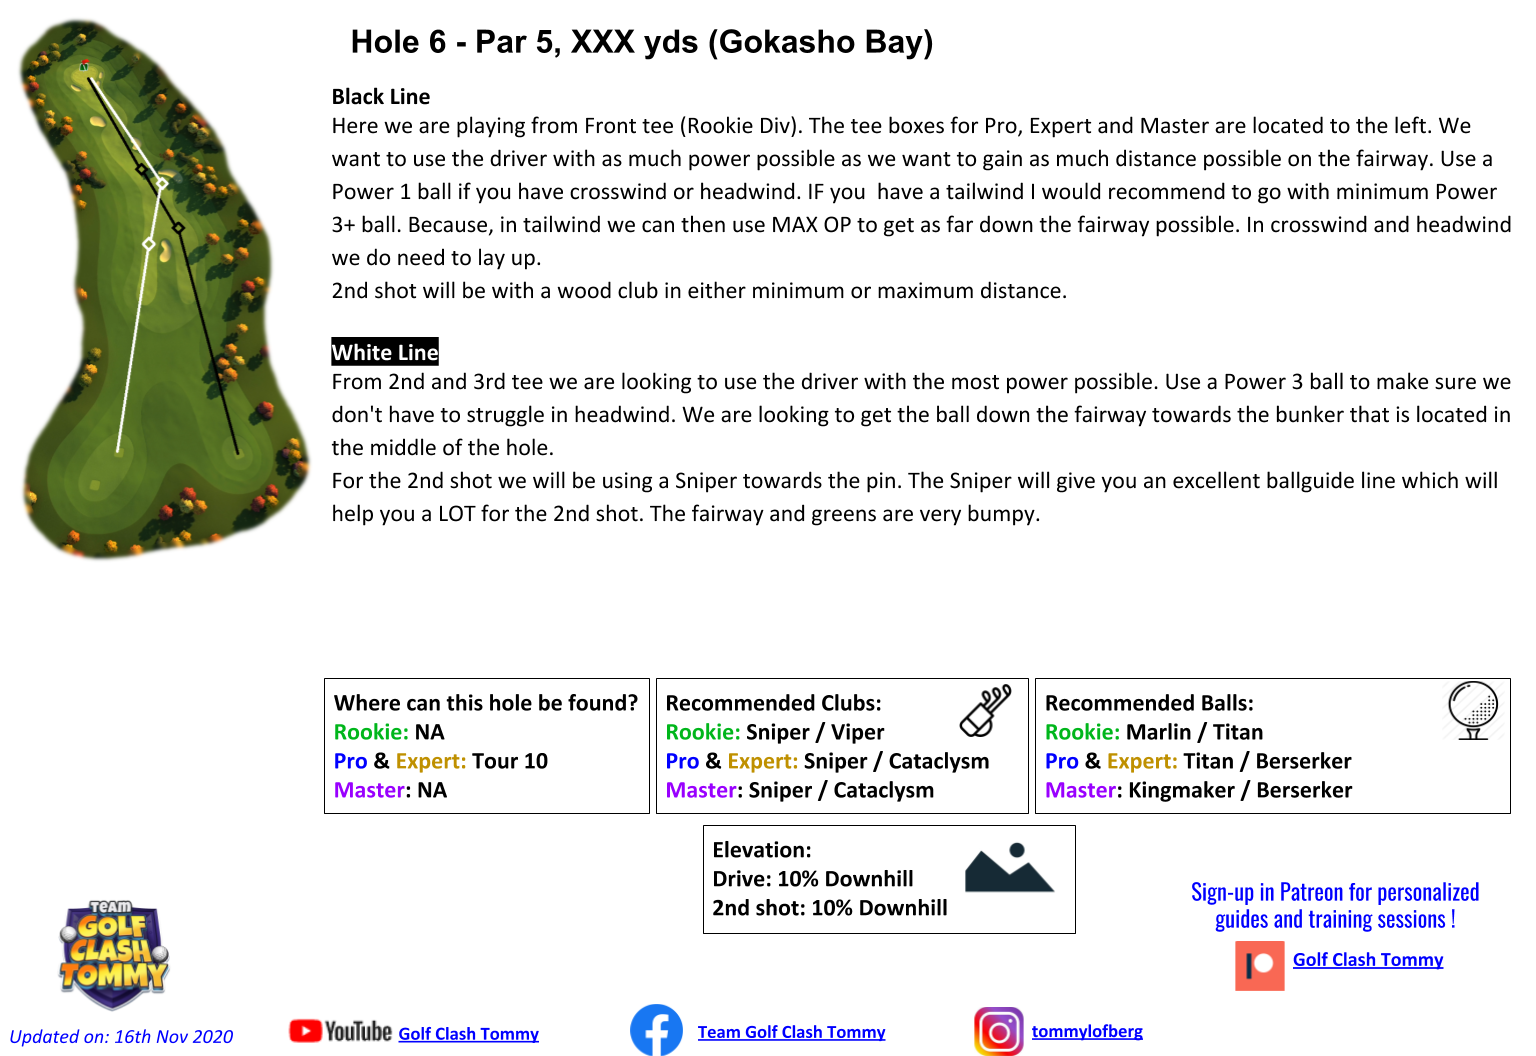 Hole 6 - Par 5, XXX yds (Gokasho Bay)
Black Line
Here we are playing from Front tee (Rookie Div). The tee boxes for Pro, Expert and Master are located to the left. We
want to use the driver with as much power possible as we want to gain as much distance possible on the fairway. Use a
Power 1 ball if you have crosswind or headwind. IF you  have a tailwind I would recommend to go with minimum Power
3+ ball. Because, in tailwind we can then use MAX OP to get as far down the fairway possible. In crosswind and headwind
we do need to lay up.
2nd shot will be with a wood club in either minimum or maximum distance.
White Line
From 2nd and 3rd tee we are looking to use the driver with the most power possible. Use a Power 3 ball to make sure we
don't have to struggle in headwind. We are looking to get the ball down the fairway towards the bunker that is located in
the middle of the hole.
For the 2nd shot we will be using a Sniper towards the pin. The Sniper will give you an excellent ballguide line which will
help you a LOT for the 2nd shot. The fairway and greens are very bumpy.
Where can this hole be found?
Rookie: NA
Pro & Expert: Tour 10
Master: NA
Recommended Clubs:
Rookie: Sniper / Viper
Pro & Expert: Sniper / Cataclysm
Master: Sniper / Cataclysm
Recommended Balls:
Rookie: Marlin / Titan
Pro & Expert: Titan / Berserker
Master: Kingmaker / Berserker
Elevation:
Drive: 10% Downhill
2nd shot: 10% Downhill
Sign-up in Patreon for personalized
guides and training sessions !
Golf Clash Tommy
TEAM
GOLF
CLASH
TOMMY
Updated on: 16th Nov 2020
YouTube Golf Clash Tommy
Team Golf Clash Tommy
tommylofberg